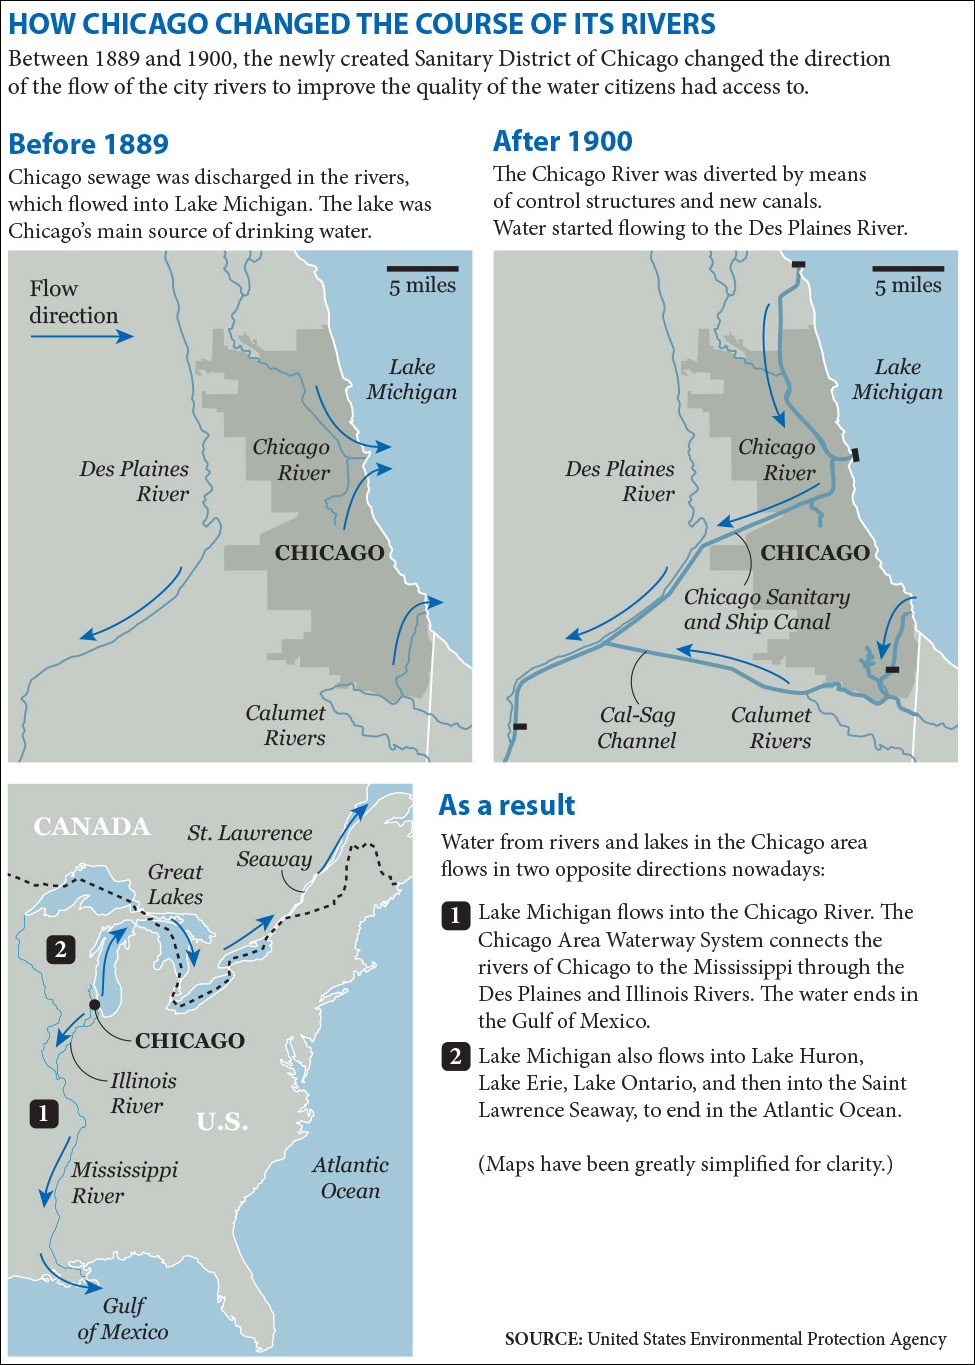 HOW CHICAGO CHANGED THE COURSE OF ITS RIVERS
Between 1889 and 1900, the newly created Sanitary District of Chicago changed the direction
of the flow of the city rivers to improve the quality of the water citizens had access to.
Before 1889
Chicago sewage was discharged in the rivers,
which flowed into Lake Michigan. The lake was
Chicago’s main source of drinking water.
Flow
direction
5 miles
Lake
Michigan
Chicago
River
Des Plaines
River
CHICAGO
Calumet
Rivers
After 1900
The Chicago River was diverted by means
of control structures and new canals.
Water started flowing to the Des Plaines River.
5 miles
Lake
Michigan
Chicago
River
Des Plaines
River
CHICAGO
Chicago Sanitary
and Ship Canal
Cal-Sag
Channel
Calumet
Rivers
CANADA
St. Lawrence
Seaway
Great
Lakes
2
CHICAGO
Illinois
River
1
U.S.
Mississippi
River
Atlantic
Ocean
Gulf
of Mexico
As a result
Water from rivers and lakes in the Chicago area
flows in two opposite directions nowadays:
1 Lake Michigan flows into the Chicago River. The
Chicago Area Waterway System connects the
rivers of Chicago to the Mississippi through the
Des Plaines and Illinois Rivers. The water ends in
the Gulf of Mexico.
2 Lake Michigan also flows into Lake Huron,
Lake Erie, Lake Ontario, and then into the Saint
Lawrence Seaway, to end in the Atlantic Ocean.
(Maps have been greatly simplified for clarity.)
SOURCE: United States Environmental Protection Agency